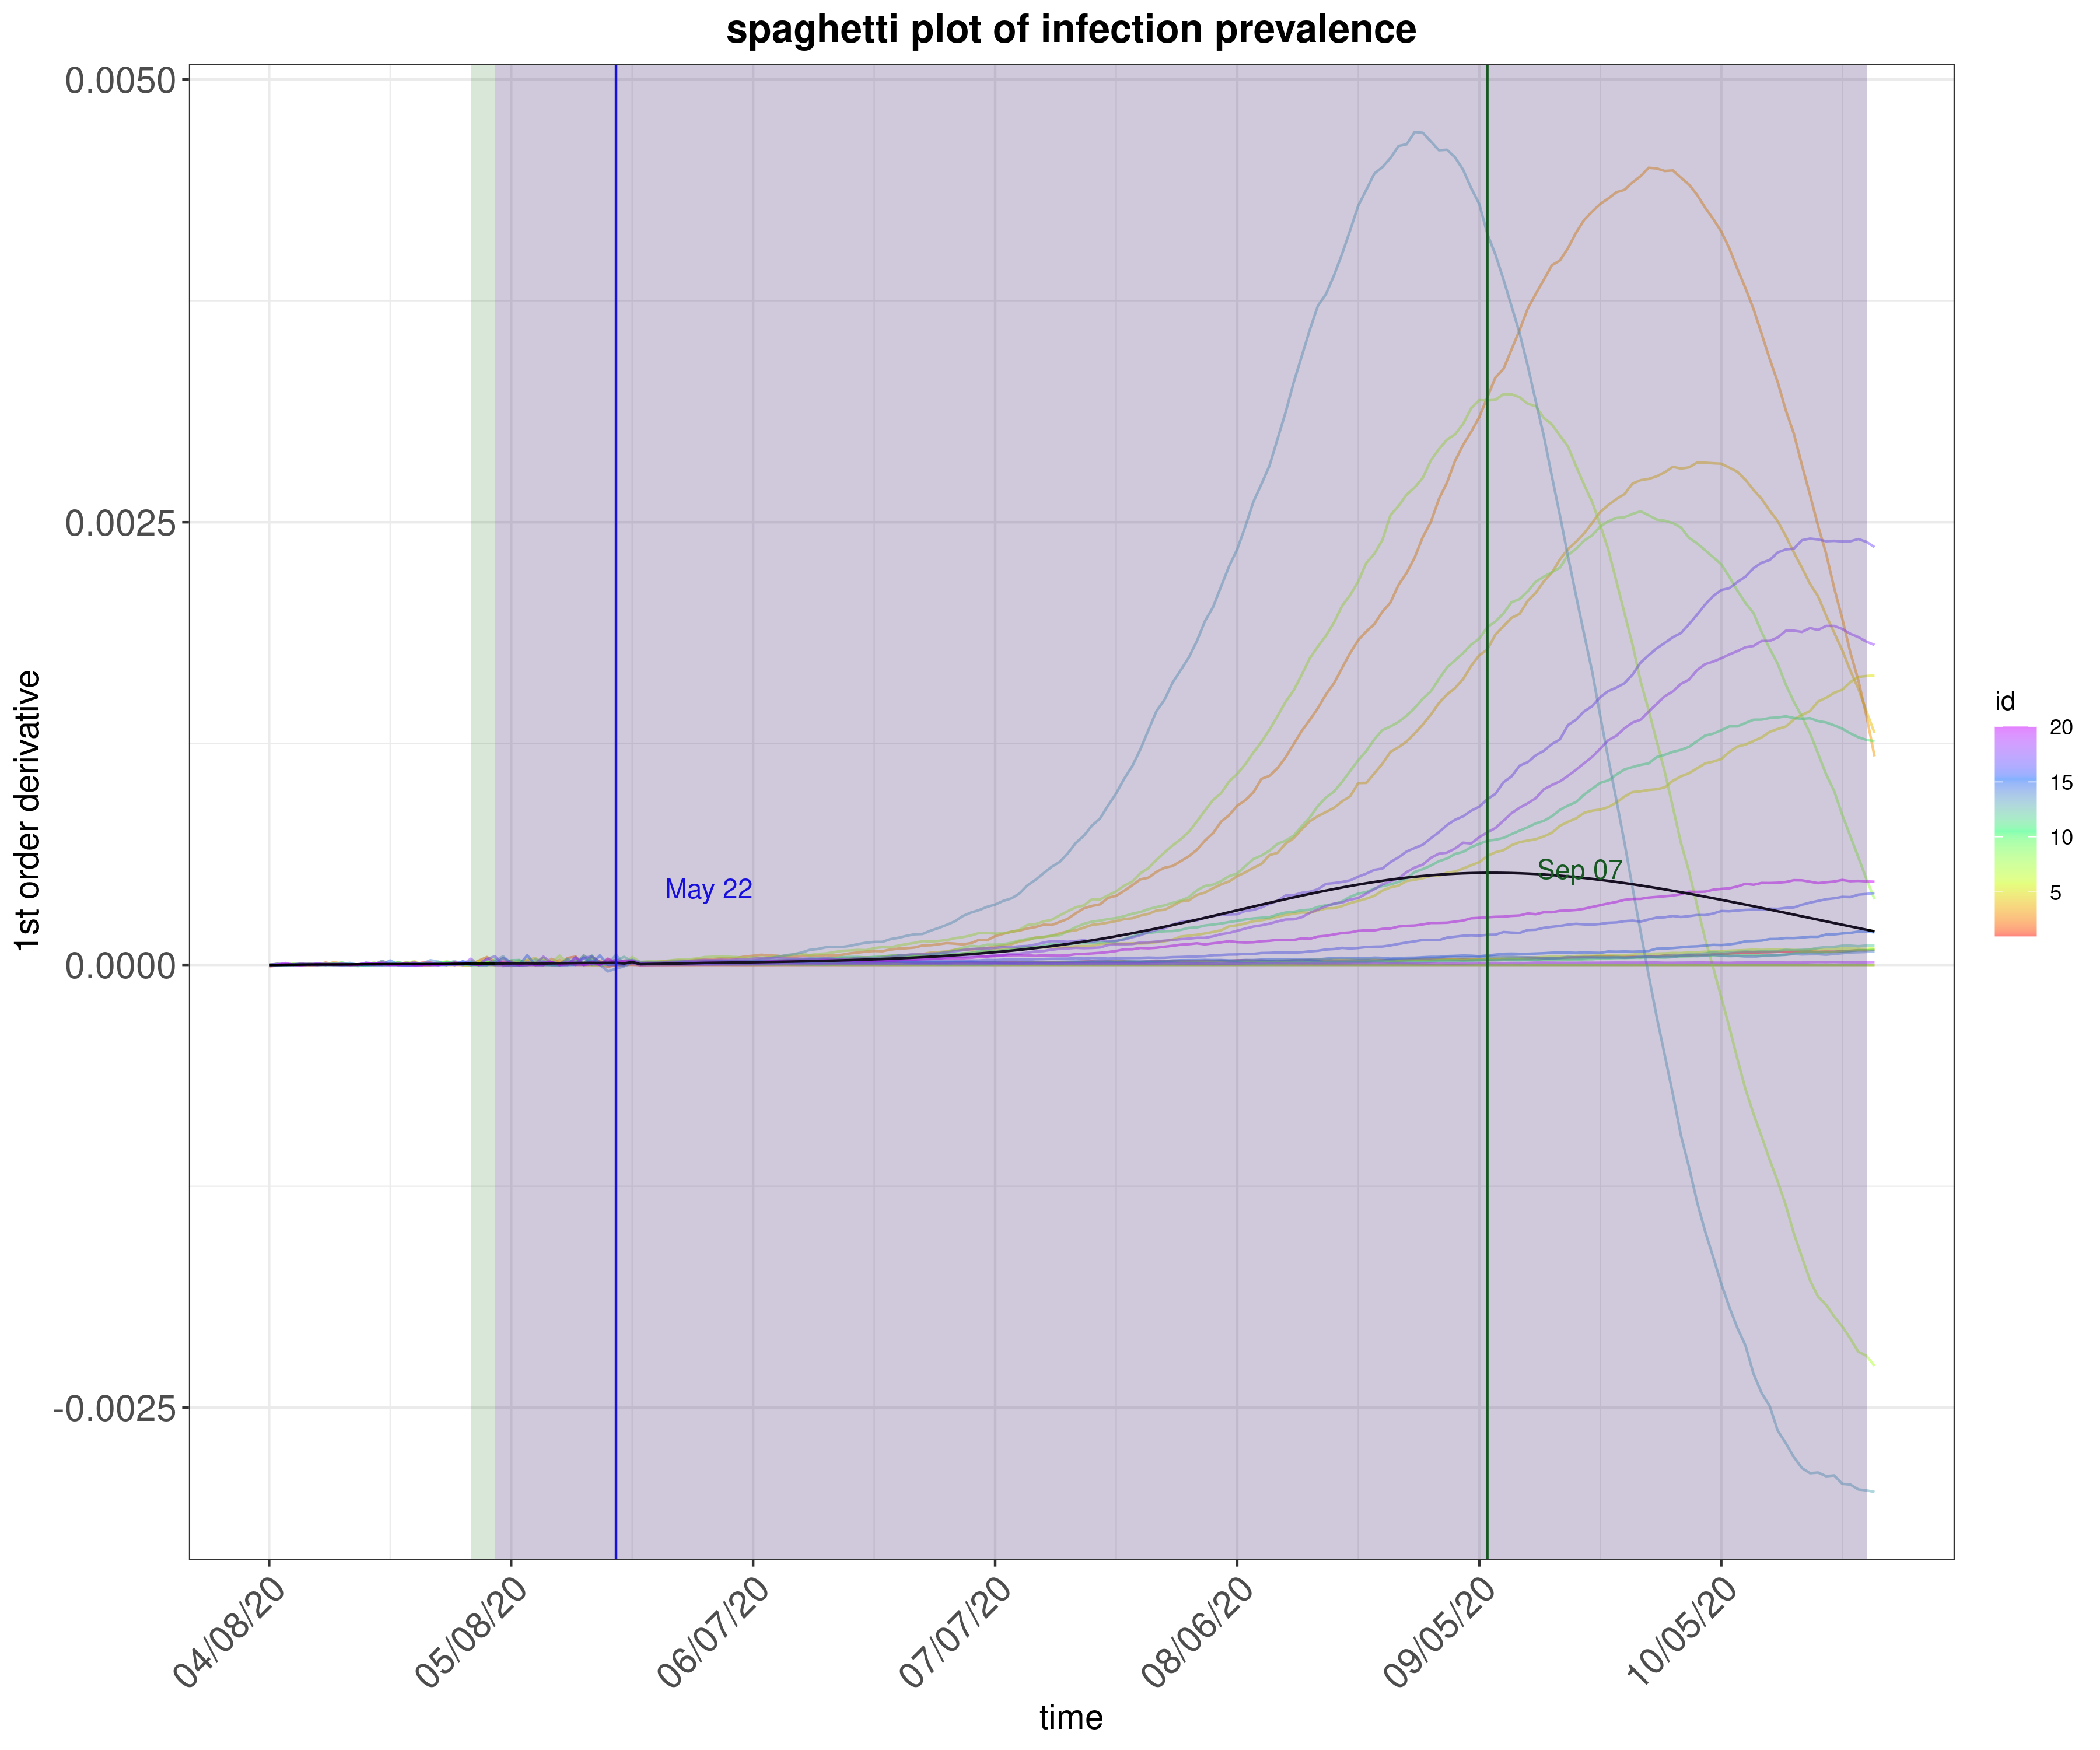 spaghetti plot of infection prevalence
0.0050
0.0025
0.0000
-0.0025
1st order derivative
May 22
Sep 07
id
20
15
10
5
04/08/20
05/08/20
06/07/20
07/07/20
08/06/20
09/05/20
10/05/20
time